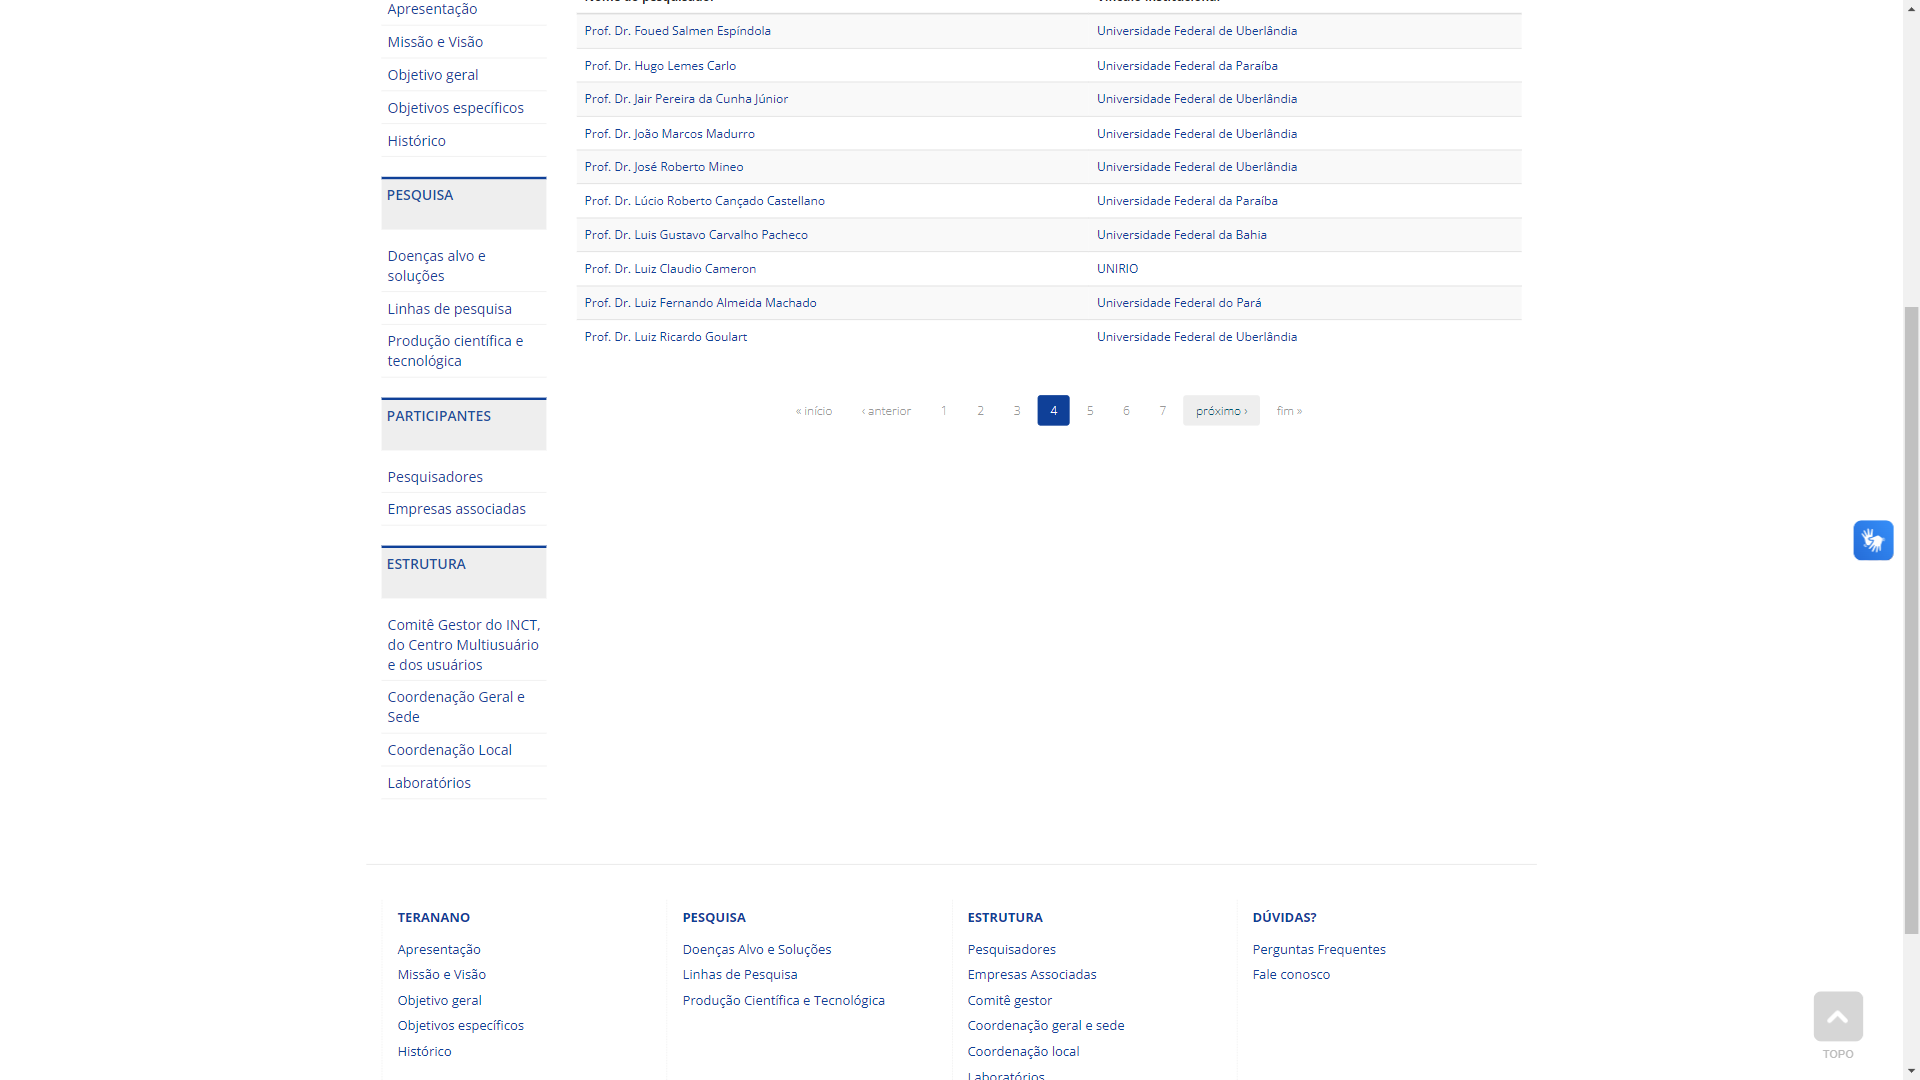 Apresentação
Missão e Visão
Objetivo geral
Objetivos específicos
Histórico
PESQUISA
Doenças alvo e
soluções
Linhas de pesquisa
Produção científica e
tecnológica
PARTICIPANTES
Pesquisadores
Empresas associadas
ESTRUTURA
Comitê Gestor do INCT,
do Centro Multiusuário
e dos usuários
Coordenação Geral e
Sede
Coordenação Local
Laboratórios
Prof. Dr. Foued Salmen Espíndola Universidade Federal de Uberlândia
Prof. Dr. Hugo Lemes Carlo Universidade Federal da Paraíba
Prof. Dr. Jair Pereira da Cunha Júnior Universidade Federal de Uberlândia
Prof. Dr. João Marcos Madurro Universidade Federal de Uberlândia
Prof. Dr. José Roberto Mineo Universidade Federal de Uberlândia
Prof. Dr. Lúcio Roberto Cançado Castellano Universidade Federal da Paraíba
Prof. Dr. Luis Gustavo Carvalho Pacheco Universidade Federal da Bahia
Prof. Dr. Luiz Claudio Cameron UNIRIO
Prof. Dr. Luiz Fernando Almeida Machado Universidade Federal do Pará
Prof. Dr. Luiz Ricardo Goulart Universidade Federal de Uberlândia
« início ‹ anterior 1 2 3 4 5 6 7 próximo › fim »
TERANANO
Apresentação
Missão e Visão
Objetivo geral
Objetivos específicos
Histórico
PESQUISA
Doenças Alvo e Soluções
Linhas de Pesquisa
Produção Científica e Tecnológica
ESTRUTURA
Pesquisadores
Empresas Associadas
Comitê gestor
Coordenação geral e sede
Coordenação local
Laboratórios
DÚVIDAS?
Perguntas Frequentes
Fale conosco
TOPO